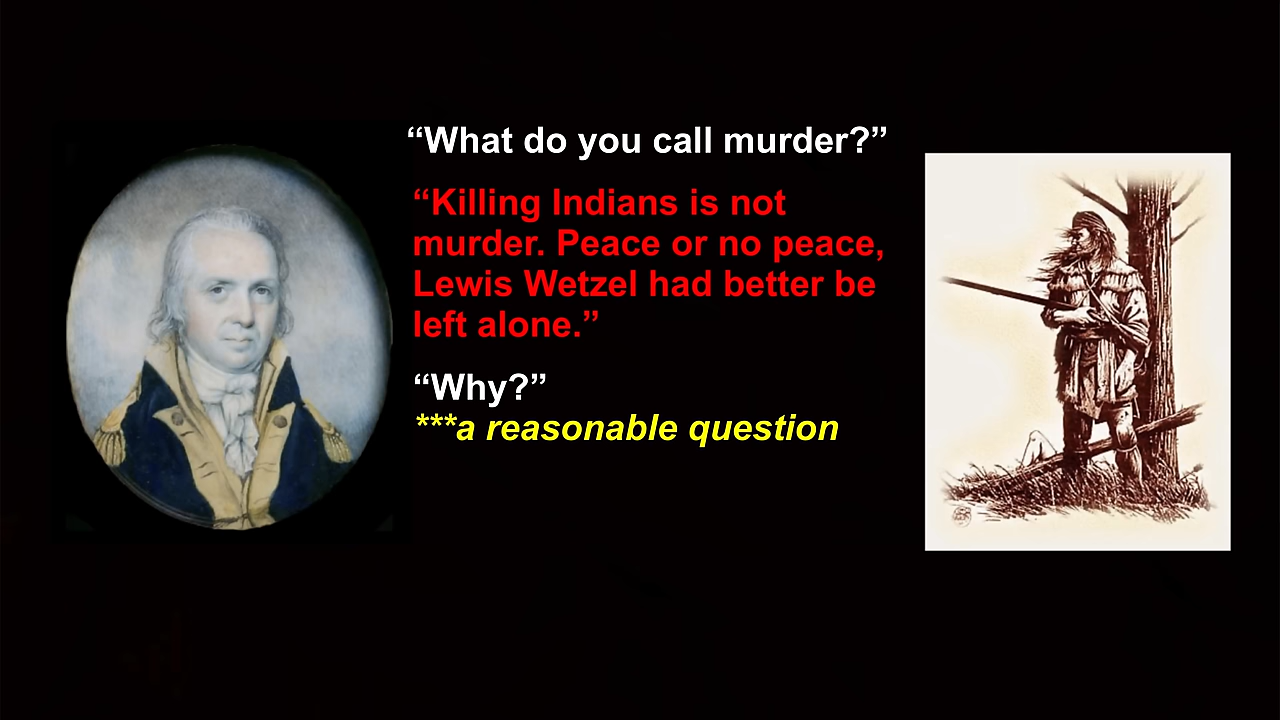 “What do you call murder?”
“Killing Indians is not
murder. Peace or no peace,
Lewis Wetzel had better be
left alone.”
“Why?”
***a reasonable question